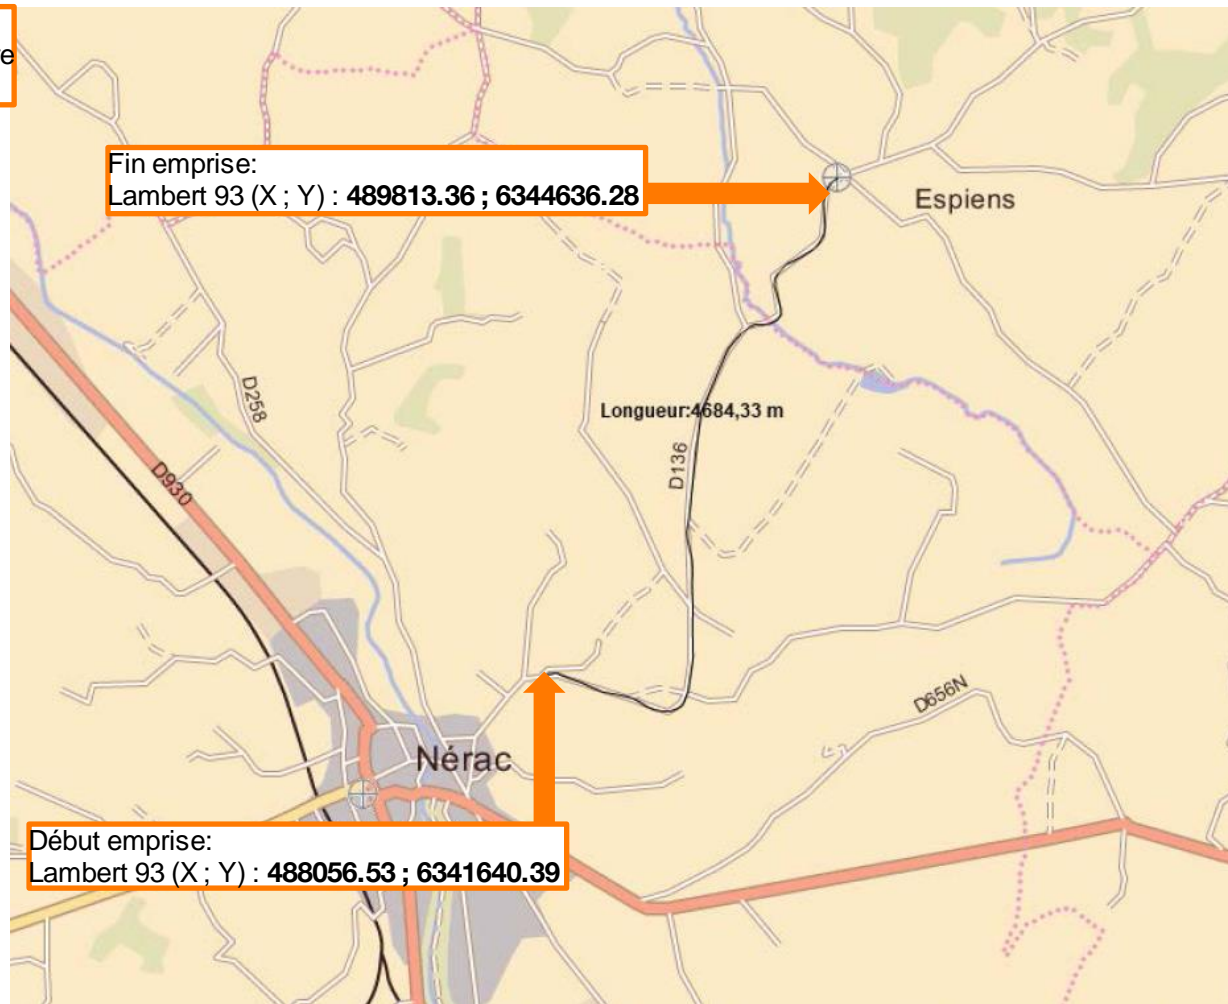 re
Fin emprise:
Lambert 93 (X ; Y) : 489813.36 ; 6344636.28
Espiens
D258
Longueur:4684,33 m
D136
D930
D656N
Nérac
Début emprise:
Lambert 93 (X ; Y) : 488056.53 ; 6341640.39